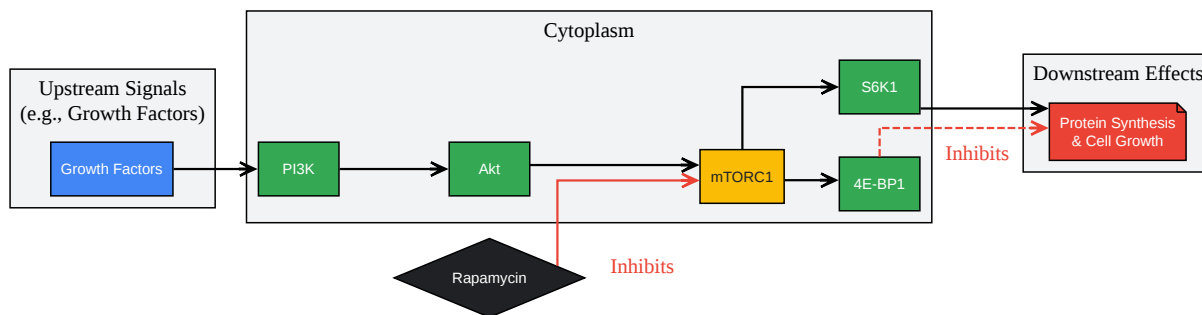 Cytoplasm
Upstream Signals
(e.g., Growth Factors)
Growth Factors
PI3K
Akt
mTORC1
S6K1
4E-BP1
Inhibits
Downstream Effects
Protein Synthesis
& Cell Growth
Rapamycin
Inhibits